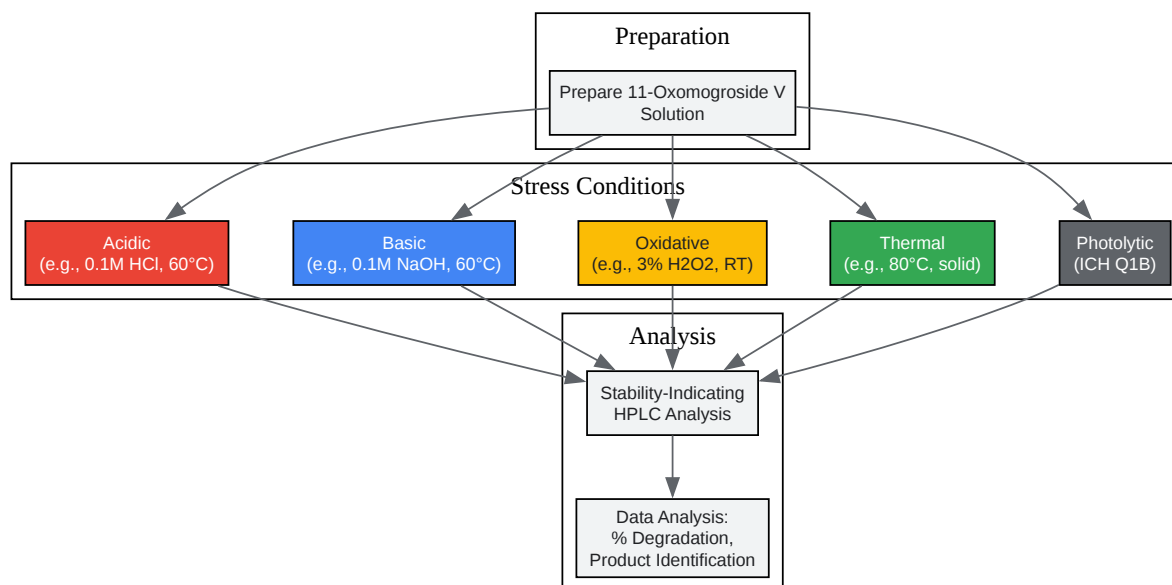 Preparation
Prepare 11-Oxomogroside V
Solution
Stress Conditions
Acidic
(e.g., 0.1M HCl, 60°C)
Basic
(e.g., 0.1M NaOH, 60°C)
Oxidative
(e.g., 3% H2O2, RT)
Thermal
(e.g., 80°C, solid)
Photolytic
(ICH Q1B)
Analysis
Stability-Indicating
HPLC Analysis
Data Analysis:
% Degradation,
Product Identification